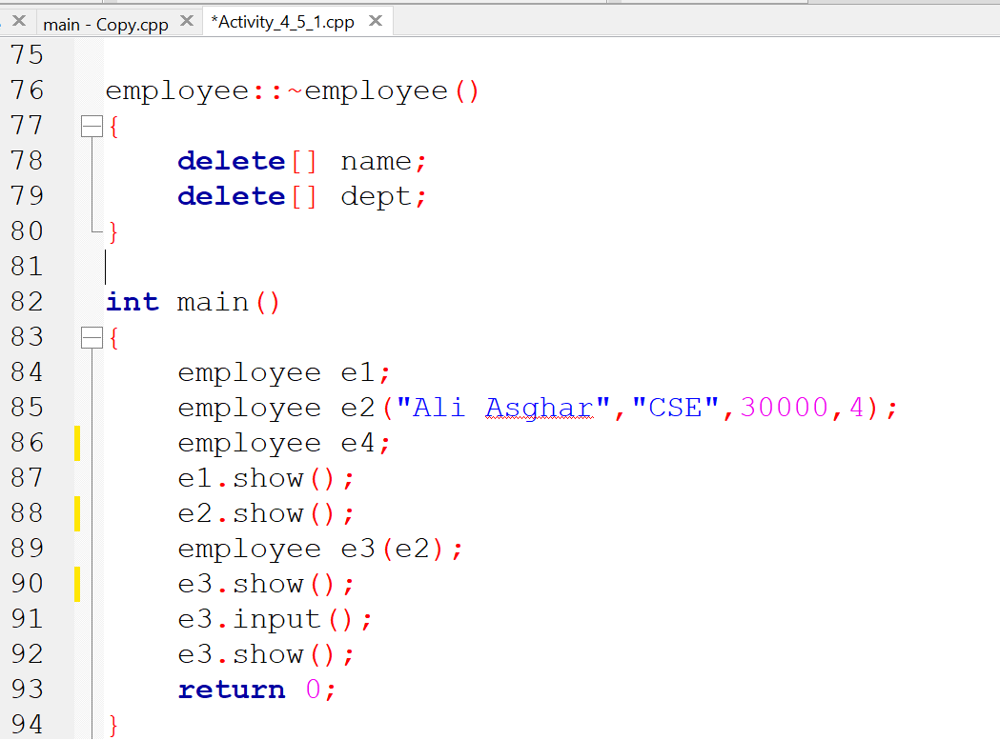 main - Copy.cpp *Activity_4_5_1.cpp
75
76 employee::~employee()
77 {
78 delete[] name;
79 delete[] dept;
80 }
81
82 int main()
83 {
84 employee e1;
85 employee e2("Ali Asghar","CSE",30000,4);
86 employee e4;
87 e1.show();
88 e2.show();
89 employee e3(e2);
90 e3.show();
91 e3.input();
92 e3.show();
93 return 0;
94 }